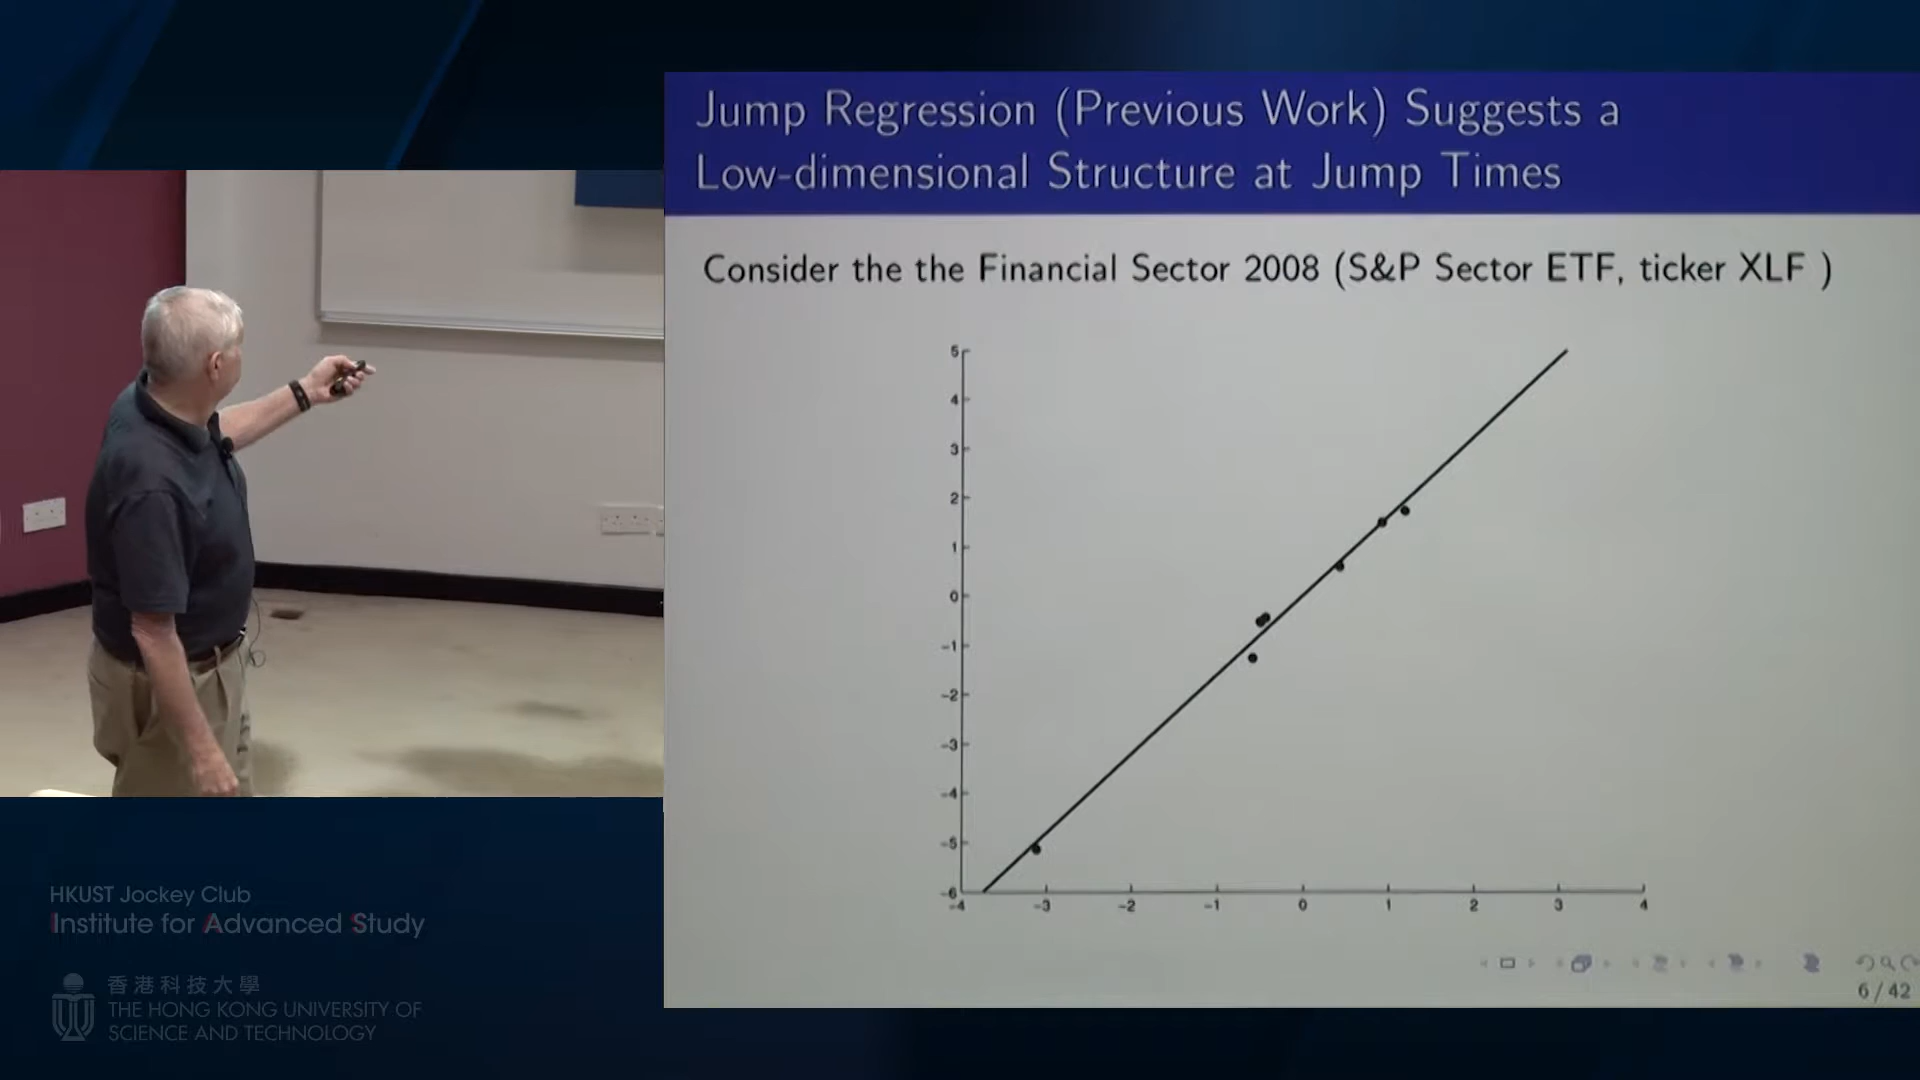 Jump Regression (Previous Work) Suggests a
Low-dimensional Structure at Jump Times
Consider the the Financial Sector 2008 (S&P Sector ETF, ticker XLF )
5
4
3
2
1
0
-1
-2
-3
-4
-5
-6
-4 -3 -2 -1 0 1 2 3 4
6 / 42
HKUST Jockey Club
Institute for Advanced Study
香港科技大學
THE HONG KONG UNIVERSITY OF
SCIENCE AND TECHNOLOGY